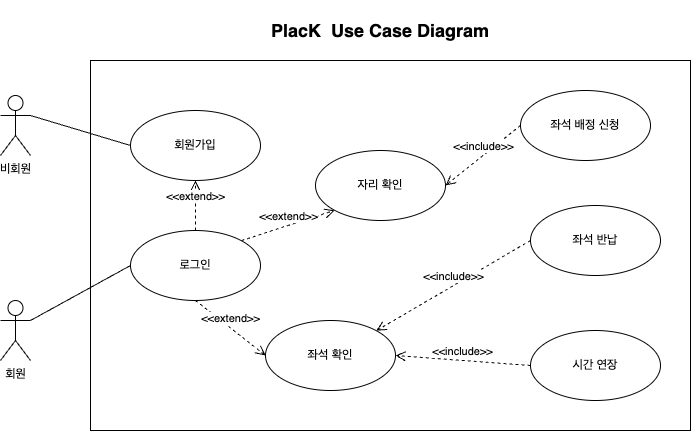 PlacK Use Case Diagram
비회원
회원가입
좌석 배정 신청
<<include>>
자리 확인
<<extend>>
<<extend>>
로그인
좌석 반납
<<include>>
<<extend>>
회원
좌석 확인
<<include>>
시간 연장